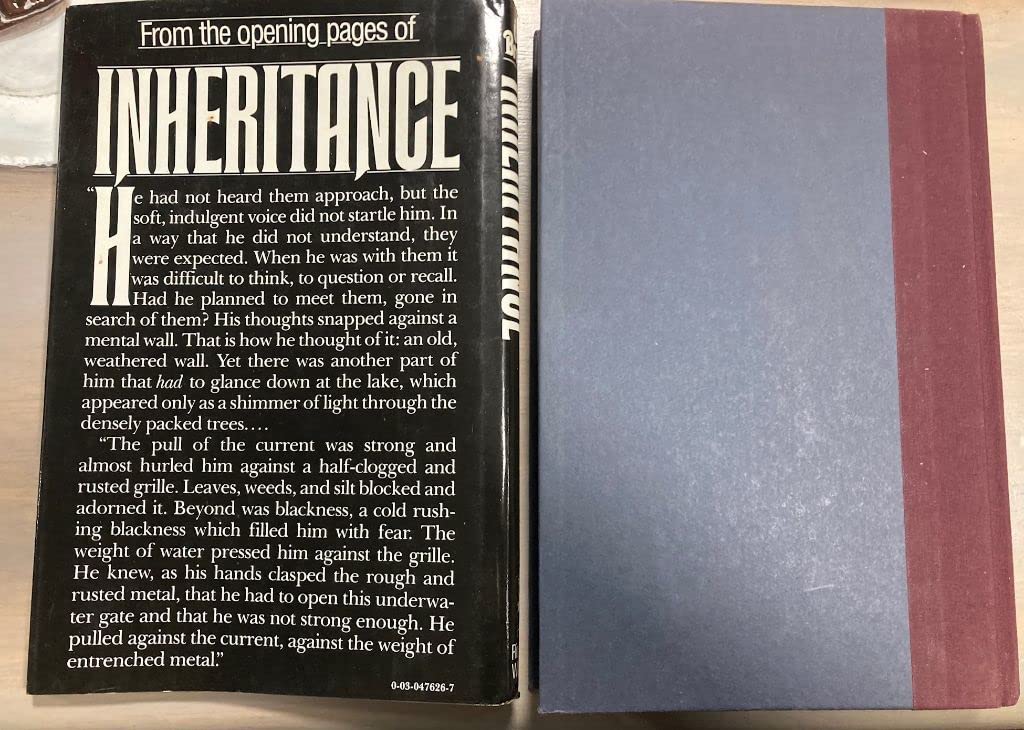 From the opening pages of
INHERITANCE
“He had not heard them approach, but the
soft, indulgent voice did not startle him. In
a way that he did not understand, they
were expected. When he was with them it
was difficult to think, to question or recall.
Had he planned to meet them, gone in
search of them? His thoughts snapped against a
mental wall. That is how he thought of it: an old,
weathered wall. Yet there was another part of
him that had to glance down at the lake, which
appeared only as a shimmer of light through the
densely packed trees....
“The pull of the current was strong and
almost hurled him against a half-clogged and
rusted grille. Leaves, weeds, and silt blocked and
adorned it. Beyond was blackness, a cold rush-
ing blackness which filled him with fear. The
weight of water pressed him against the grille.
He knew, as his hands clasped the rough and
rusted metal, that he had to open this underwa-
ter gate and that he was not strong enough. He
pulled against the current, against the weight of
entrenched metal.”
0-03-047626-7